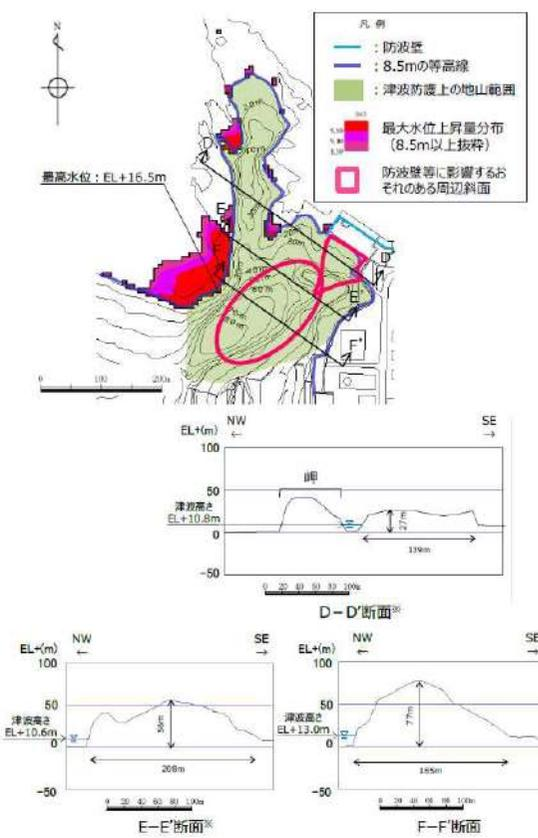 凡 例
N
：防波壁
：8.5mの等高線
：津波防護上の地山範囲
最大水位上昇量分布
（8.5m以上抜粋）
防波壁等に影響するお
それのある周辺斜面
最高水位：EL+16.5m
D
E
F
D'
E'
F'
0 100 200m
EL+(m)
NW
←
SE
→
100
50
0
-50
津波高さ
EL+10.8m
岬
27m
139m
0 20 40 60 80 100m
D－D'断面※
EL+(m)
NW
←
SE
→
100
50
0
-50
津波高さ
EL+10.6m
56m
208m
0 20 40 60 80 100m
E－E'断面※
EL+(m)
NW
←
SE
→
100
50
0
-50
津波高さ
EL+13.0m
77m
165m
0 20 40 60 80 100m
F－F'断面